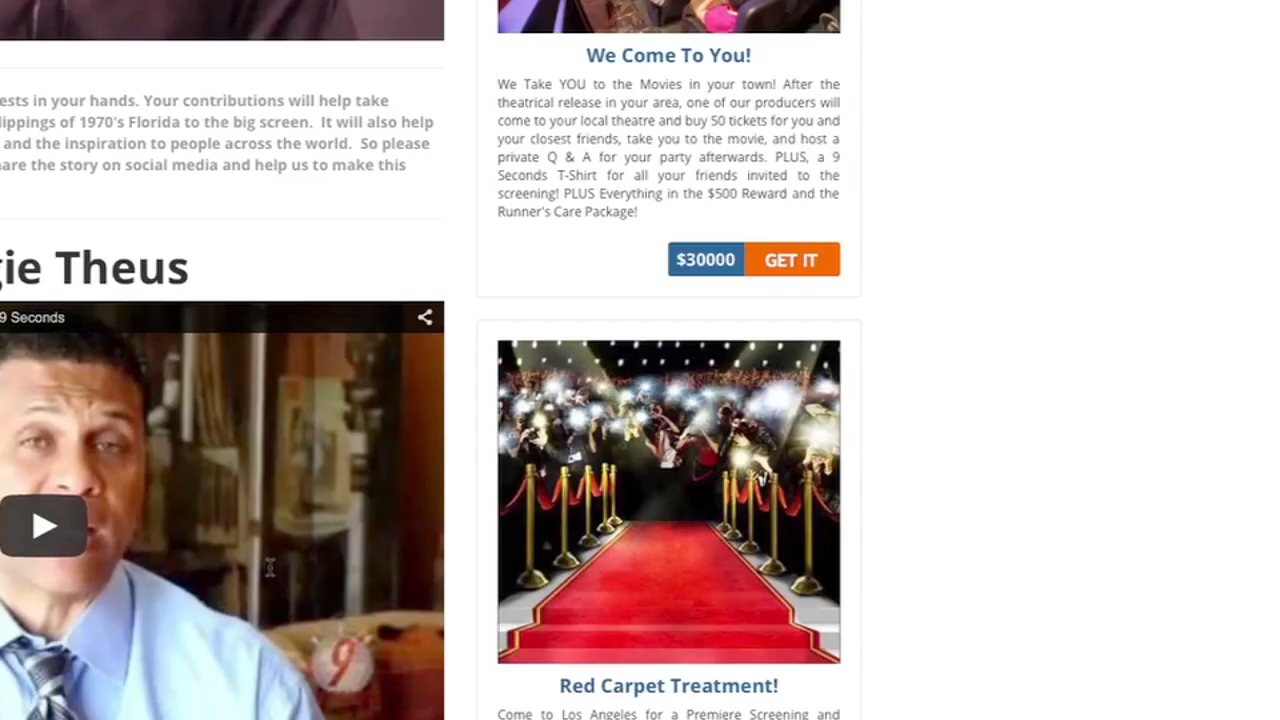 ests in your hands. Your contributions will help take
lippings of 1970's Florida to the big screen. It will also help
and the inspiration to people across the world. So please
are the story on social media and help us to make this
gie Theus
9 Seconds
9
We Come To You!
We Take YOU to the Movies in your town! After the
theatrical release in your area, one of our producers will
come to your local theatre and buy 50 tickets for you and
your closest friends, take you to the movie, and host a
private Q & A for your party afterwards. PLUS, a 9
Seconds T-Shirt for all your friends invited to the
screening! PLUS Everything in the $500 Reward and the
Runner's Care Package!
$30000 GET IT
Red Carpet Treatment!
Come to Los Angeles for a Premiere Screening and